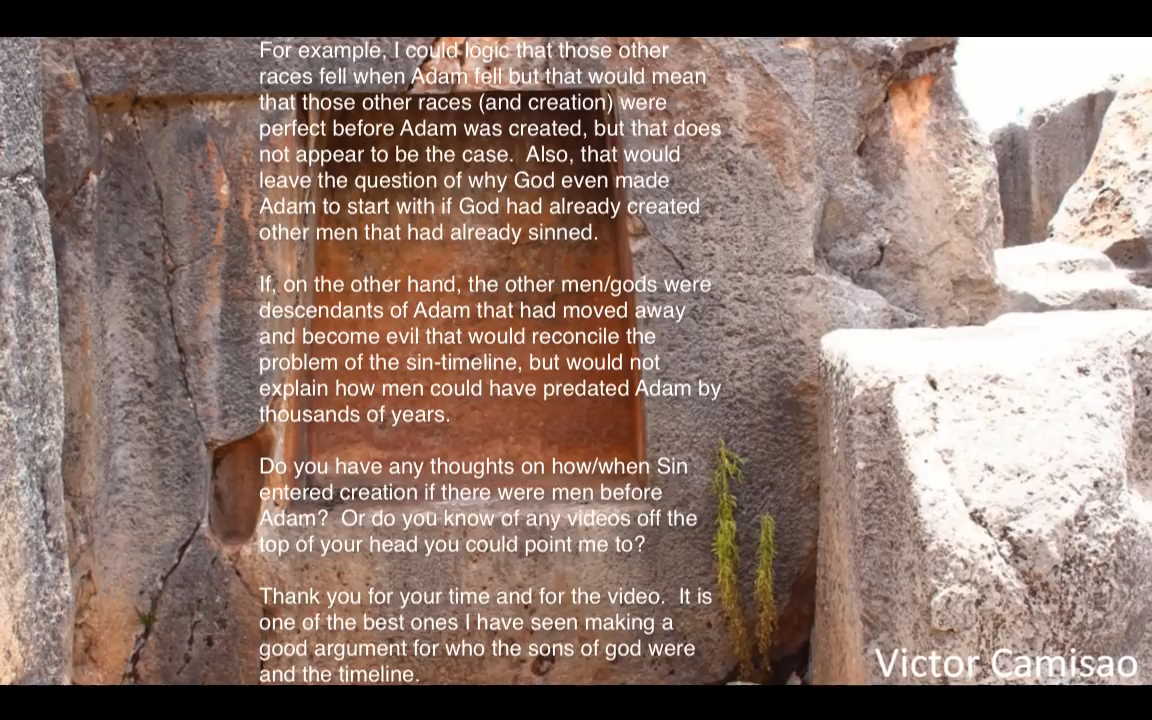 For example, I could logic that those other
races fell when Adam fell but that would mean
that those other races (and creation) were
perfect before Adam was created, but that does
not appear to be the case.  Also, that would
leave the question of why God even made
Adam to start with if God had already created
other men that had already sinned.

If, on the other hand, the other men/gods were
descendants of Adam that had moved away
and become evil that would reconcile the
problem of the sin-timeline, but would not
explain how men could have predated Adam by
thousands of years.

Do you have any thoughts on how/when Sin
entered creation if there were men before
Adam?  Or do you know of any videos off the
top of your head you could point me to?

Thank you for your time and for the video.  It is
one of the best ones I have seen making a
good argument for who the sons of god were
and the timeline.
Victor Camisao